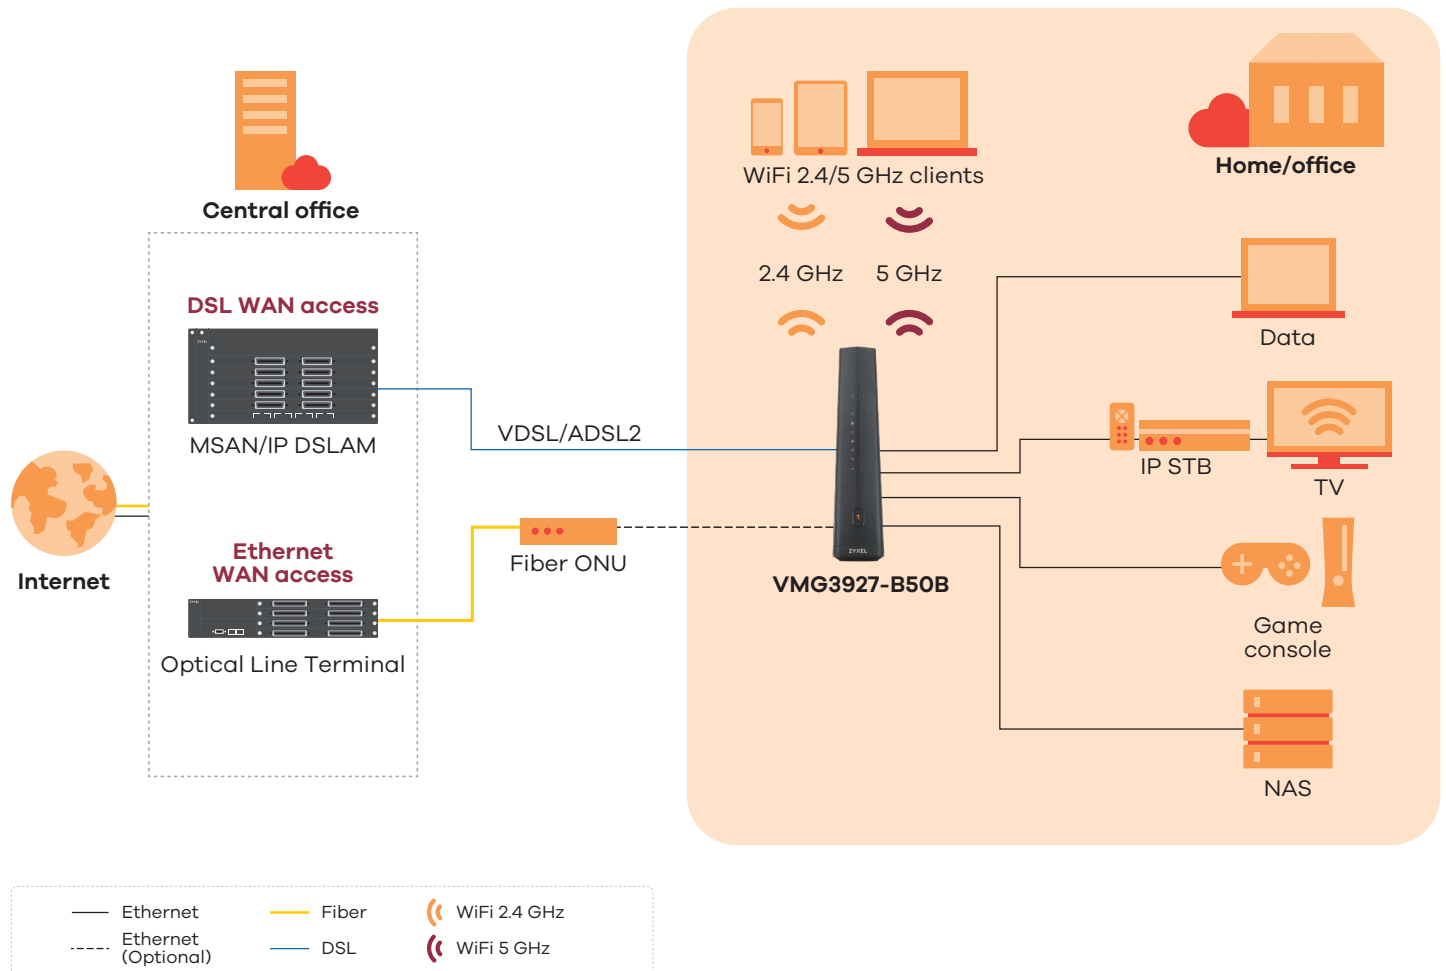 Central office
DSL WAN access
MSAN/IP DSLAM
VDSL/ADSL2
Internet
Ethernet
WAN access
Optical Line Terminal
Fiber ONU
WiFi 2.4/5 GHz clients
2.4 GHz
5 GHz
ZYXEL
VMG3927-B50B
Home/office
Data
IP STB
TV
Game
console
NAS
Ethernet
Ethernet
(Optional)
Fiber
DSL
WiFi 2.4 GHz
WiFi 5 GHz